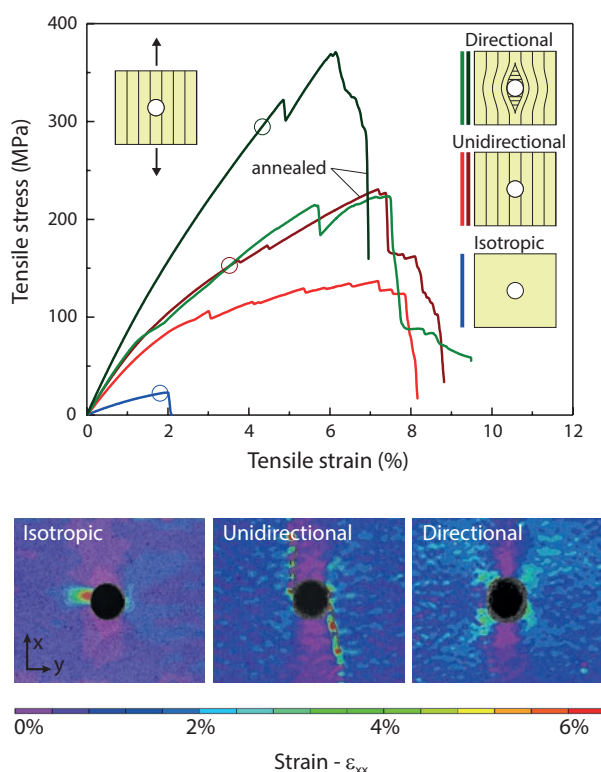 400
300
200
100
0
Tensile stress (MPa)
0
2
4
6
8
10
12
Tensile strain (%)
annealed
Directional
Unidirectional
Isotropic
Isotropic
Unidirectional
Directional
x
y
0%
2%
4%
6%
Strain - εxx